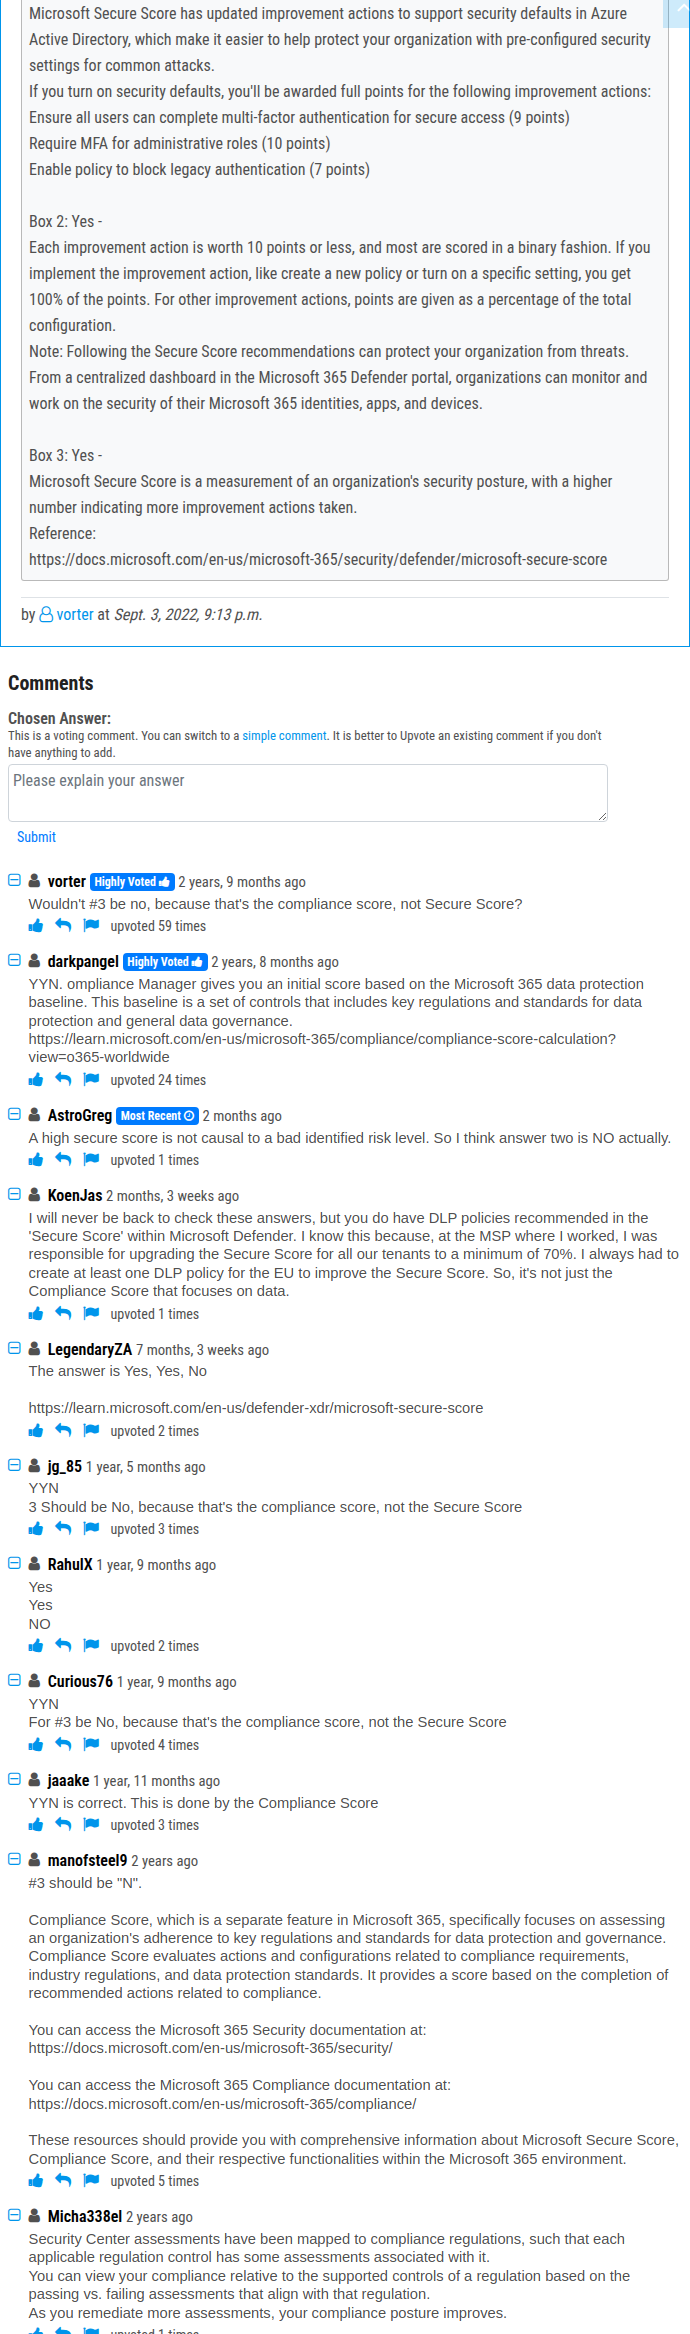 Microsoft Secure Score has updated improvement actions to support security defaults in Azure
Active Directory, which make it easier to help protect your organization with pre-configured security
settings for common attacks.
If you turn on security defaults, you'll be awarded full points for the following improvement actions:
Ensure all users can complete multi-factor authentication for secure access (9 points)
Require MFA for administrative roles (10 points)
Enable policy to block legacy authentication (7 points)
Box 2: Yes -
Each improvement action is worth 10 points or less, and most are scored in a binary fashion. If you
implement the improvement action, like create a new policy or turn on a specific setting, you get
100% of the points. For other improvement actions, points are given as a percentage of the total
configuration.
Note: Following the Secure Score recommendations can protect your organization from threats.
From a centralized dashboard in the Microsoft 365 Defender portal, organizations can monitor and
work on the security of their Microsoft 365 identities, apps, and devices.
Box 3: Yes -
Microsoft Secure Score is a measurement of an organization's security posture, with a higher
number indicating more improvement actions taken.
Reference:
https://docs.microsoft.com/en-us/microsoft-365/security/defender/microsoft-secure-score
by vorter at Sept. 3, 2022, 9:13 p.m.
Comments
Chosen Answer:
This is a voting comment. You can switch to a simple comment. It is better to Upvote an existing comment if you don't
have anything to add.
Please explain your answer
Submit
vorter Highly Voted 2 years, 9 months ago
Wouldn't #3 be no, because that's the compliance score, not Secure Score?
upvoted 59 times
darkpangel Highly Voted 2 years, 8 months ago
YYN. ompliance Manager gives you an initial score based on the Microsoft 365 data protection
baseline. This baseline is a set of controls that includes key regulations and standards for data
protection and general data governance.
https://learn.microsoft.com/en-us/microsoft-365/compliance/compliance-score-calculation?
view=o365-worldwide
upvoted 24 times
AstroGreg Most Recent 2 months ago
A high secure score is not causal to a bad identified risk level. So I think answer two is NO actually.
upvoted 1 times
KoenJas 2 months, 3 weeks ago
I will never be back to check these answers, but you do have DLP policies recommended in the
'Secure Score' within Microsoft Defender. I know this because, at the MSP where I worked, I was
responsible for upgrading the Secure Score for all our tenants to a minimum of 70%. I always had to
create at least one DLP policy for the EU to improve the Secure Score. So, it's not just the
Compliance Score that focuses on data.
upvoted 1 times
LegendaryZA 7 months, 3 weeks ago
The answer is Yes, Yes, No
https://learn.microsoft.com/en-us/defender-xdr/microsoft-secure-score
upvoted 2 times
jg_85 1 year, 5 months ago
YYN
3 Should be No, because that's the compliance score, not the Secure Score
upvoted 3 times
RahulX 1 year, 9 months ago
Yes
Yes
NO
upvoted 2 times
Curious76 1 year, 9 months ago
YYN
For #3 be No, because that's the compliance score, not the Secure Score
upvoted 4 times
jaaake 1 year, 11 months ago
YYN is correct. This is done by the Compliance Score
upvoted 3 times
manofsteel9 2 years ago
#3 should be "N".
Compliance Score, which is a separate feature in Microsoft 365, specifically focuses on assessing
an organization's adherence to key regulations and standards for data protection and governance.
Compliance Score evaluates actions and configurations related to compliance requirements,
industry regulations, and data protection standards. It provides a score based on the completion of
recommended actions related to compliance.
You can access the Microsoft 365 Security documentation at:
https://docs.microsoft.com/en-us/microsoft-365/security/
You can access the Microsoft 365 Compliance documentation at:
https://docs.microsoft.com/en-us/microsoft-365/compliance/
These resources should provide you with comprehensive information about Microsoft Secure Score,
Compliance Score, and their respective functionalities within the Microsoft 365 environment.
upvoted 5 times
Micha338el 2 years ago
Security Center assessments have been mapped to compliance regulations, such that each
applicable regulation control has some assessments associated with it.
You can view your compliance relative to the supported controls of a regulation based on the
passing vs. failing assessments that align with that regulation.
As you remediate more assessments, your compliance posture improves.
upvoted 1 times